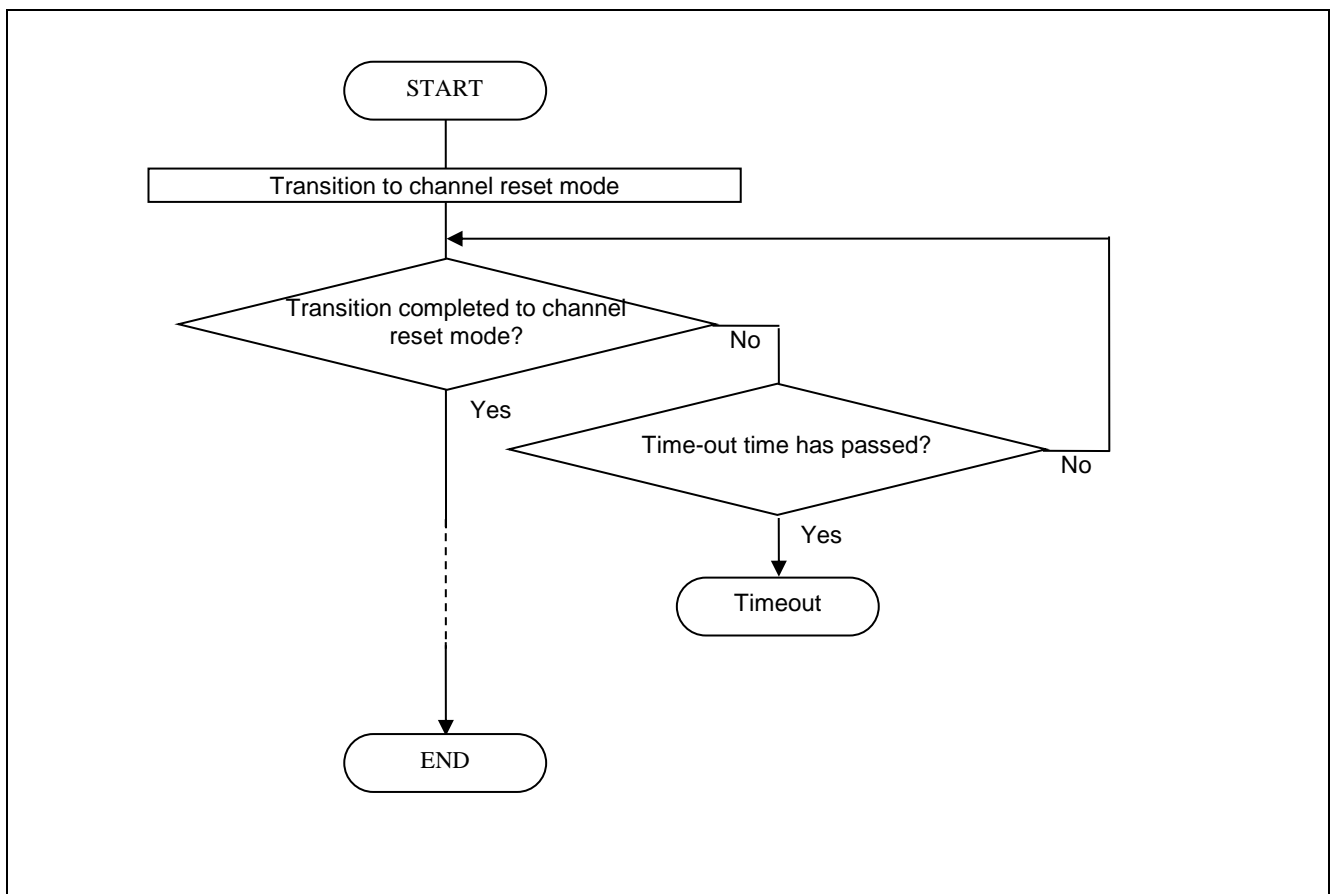 START
Transition to channel reset mode
Transition completed to channel
reset mode?
No
Yes
Time-out time has passed?
No
Yes
Timeout
END